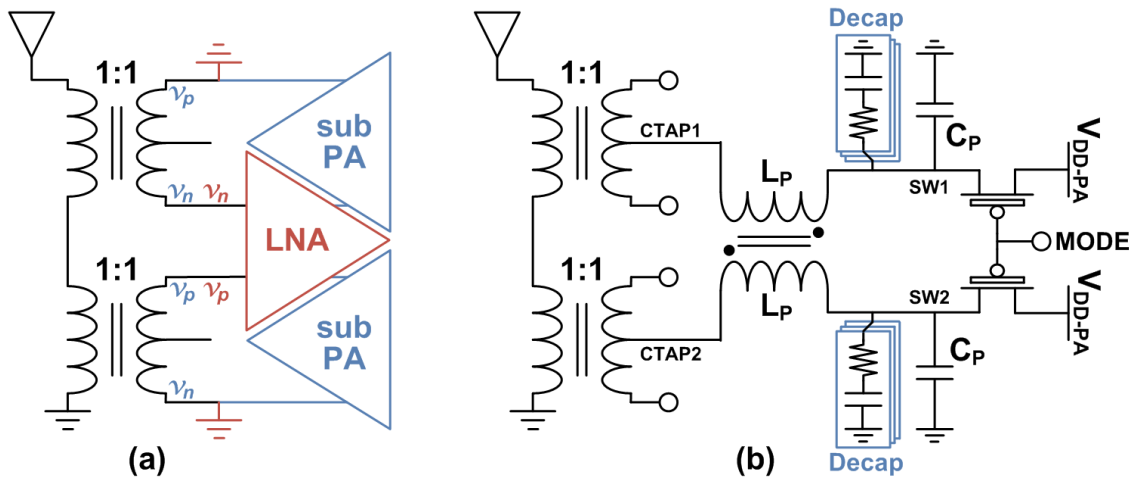 1:1
νp
sub
PA
νn νn
LNA
1:1
νp νp
sub
PA
νn
(a)
Decap
1:1
CTAP1
CP
VDD-PA
LP
SW1
MODE
1:1
LP
SW2
VDD-PA
CTAP2
CP
Decap
(b)